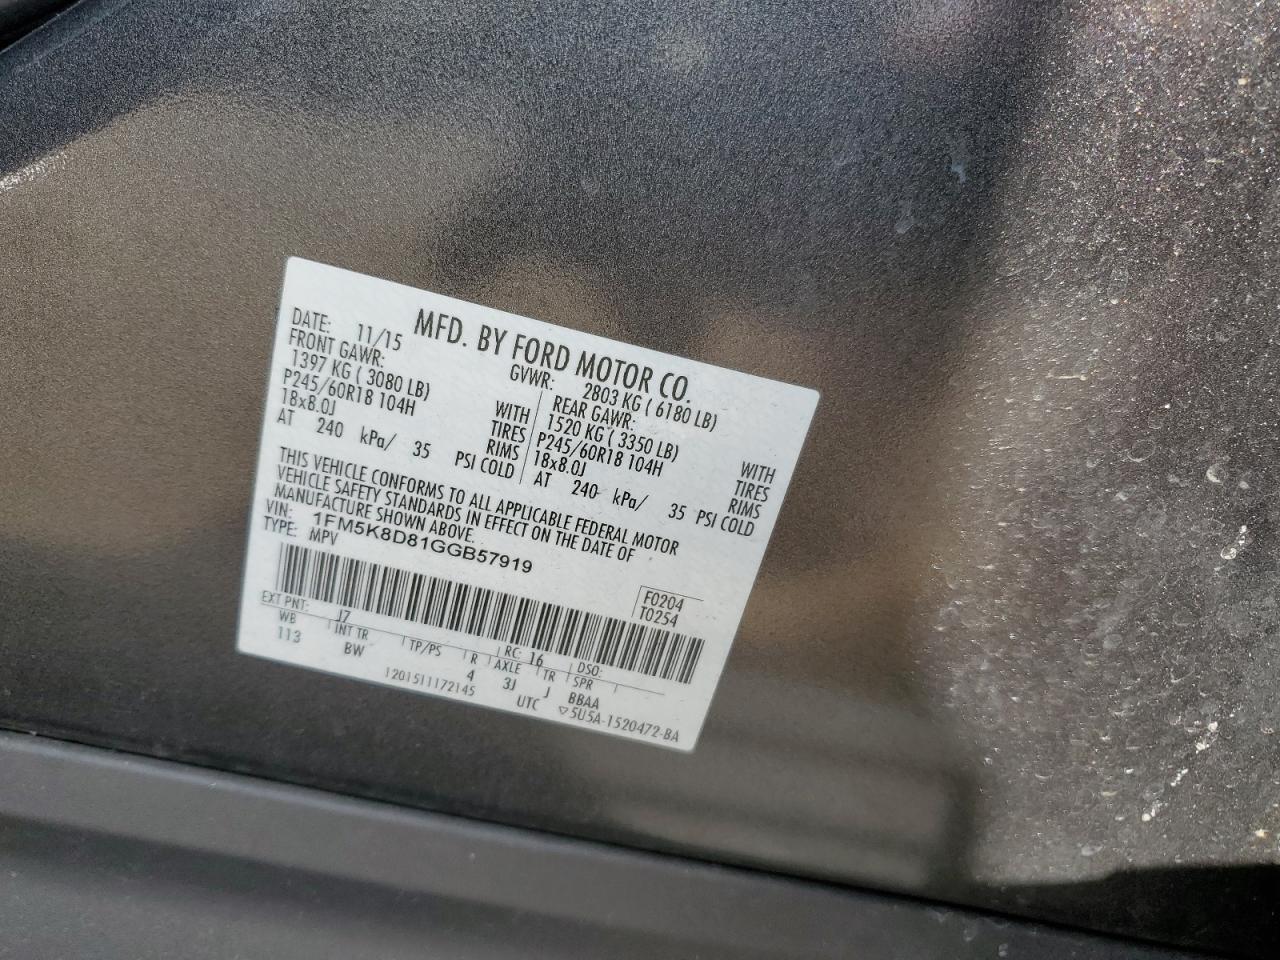 MFD. BY FORD MOTOR CO.
DATE: 11/15
GVWR: 2803 KG ( 6180 LB)
FRONT GAWR:
1397 KG ( 3080 LB)
P245/60R18 104H
18x8.0J
AT 240 kPa/ 35 PSI COLD
WITH
TIRES
RIMS
REAR GAWR:
1520 KG ( 3350 LB)
P245/60R18 104H
18x8.0J
AT 240 kPa/ 35 PSI COLD
WITH
TIRES
RIMS
THIS VEHICLE CONFORMS TO ALL APPLICABLE FEDERAL MOTOR
VEHICLE SAFETY STANDARDS IN EFFECT ON THE DATE OF
MANUFACTURE SHOWN ABOVE.
VIN: 1FM5K8D81GGB57919
TYPE: MPV
F0204
T0254
EXT PNT: J7 RC: 16 DSO:
WB INT TR TP/PS R AXLE TR SPR
113 BW 4 3J J BBAA
1201511172145 UTC ▽5U5A-1520472-BA